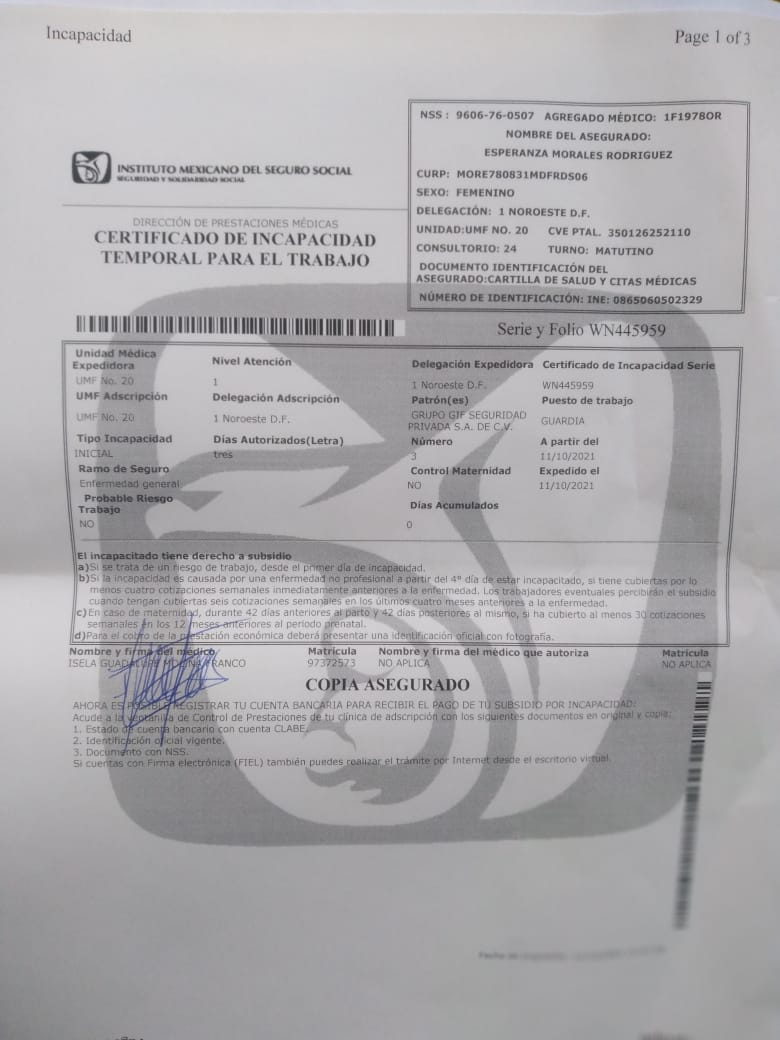 Incapacidad
Page 1 of 3
NSS : 9606-76-0507 AGREGADO MÉDICO: 1F1978OR
NOMBRE DEL ASEGURADO:
ESPERANZA MORALES RODRIGUEZ
CURP: MORE780831MDFRDS06
SEXO: FEMENINO
DELEGACIÓN: 1 NOROESTE D.F.
UNIDAD:UMF NO. 20 CVE PTAL. 350126252110
CONSULTORIO: 24 TURNO: MATUTINO
DOCUMENTO IDENTIFICACIÓN DEL
ASEGURADO:CARTILLA DE SALUD Y CITAS MÉDICAS
NÚMERO DE IDENTIFICACIÓN: INE: 0865060502329
INSTITUTO MEXICANO DEL SEGURO SOCIAL
SEGURIDAD Y SOLIDARIDAD SOCIAL
DIRECCIÓN DE PRESTACIONES MÉDICAS
CERTIFICADO DE INCAPACIDAD
TEMPORAL PARA EL TRABAJO
Serie y Folio WN445959
Unidad Médica
Expedidora
Nivel Atención
Delegación Expedidora
Certificado de Incapacidad Serie
UMF No. 20
1
1 Noroeste D.F.
WN445959
UMF Adscripción
Delegación Adscripción
Patrón(es)
Puesto de trabajo
UMF No. 20
1 Noroeste D.F.
GRUPO GIF SEGURIDAD
PRIVADA S.A. DE C.V.
GUARDIA
Tipo Incapacidad
Días Autorizados(Letra)
Número
A partir del
INICIAL
tres
3
11/10/2021
Ramo de Seguro
Control Maternidad
Expedido el
Enfermedad general
NO
11/10/2021
Probable Riesgo
Trabajo
Días Acumulados
NO
0
El incapacitado tiene derecho a subsidio
a)Si se trata de un riesgo de trabajo, desde el primer día de incapacidad.
b)Si la incapacidad es causada por una enfermedad no profesional a partir del 4° día de estar incapacitado, si tiene cubiertas por lo
menos cuatro cotizaciones semanales inmediatamente anteriores a la enfermedad. Los trabajadores eventuales percibirán el subsidio
cuando tengan cubiertas seis cotizaciones semanales en los últimos cuatro meses anteriores a la enfermedad.
c)En caso de maternidad, durante 42 días anteriores al parto y 42 días posteriores al mismo, si ha cubierto al menos 30 cotizaciones
semanales en los 12 meses anteriores al periodo prenatal.
d)Para el cobro de la prestación económica deberá presentar una identificación oficial con fotografía.
Nombre y firma del médico
Matrícula
Nombre y firma del médico que autoriza
Matrícula
ISELA GUADALUPE FRANCO
97372573
NO APLICA
NO APLICA
COPIA ASEGURADO
AHORA ES POSIBLE REGISTRAR TU CUENTA BANCARIA PARA RECIBIR EL PAGO DE TU SUBSIDIO POR INCAPACIDAD:
Acude a la ventanilla de Control de Prestaciones de tu clínica de adscripción con los siguientes documentos en original y copia:
1. Estado de cuenta bancario con cuenta CLABE.
2. Identificación oficial vigente.
3. Documento con NSS.
Si cuentas con Firma electrónica (FIEL) también puedes realizar el trámite por Internet desde el escritorio virtual.